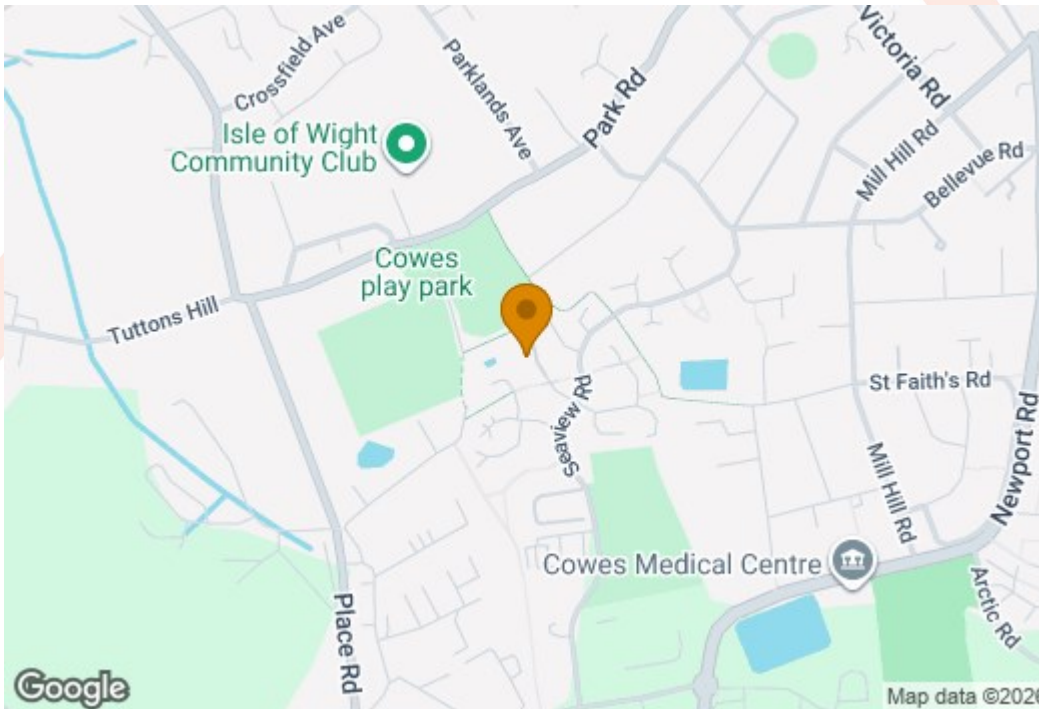 Crossfield Ave
Parklands Ave
Park Rd
Victoria Rd
Mill Hill Rd
Bellevue Rd
Isle of Wight
Community Club
Cowes
play park
Tuttons Hill
Seaview Rd
St Faith's Rd
Mill Hill Rd
Newport Rd
Cowes Medical Centre
Arctic Rd
Place Rd
Google
Map data ©2026